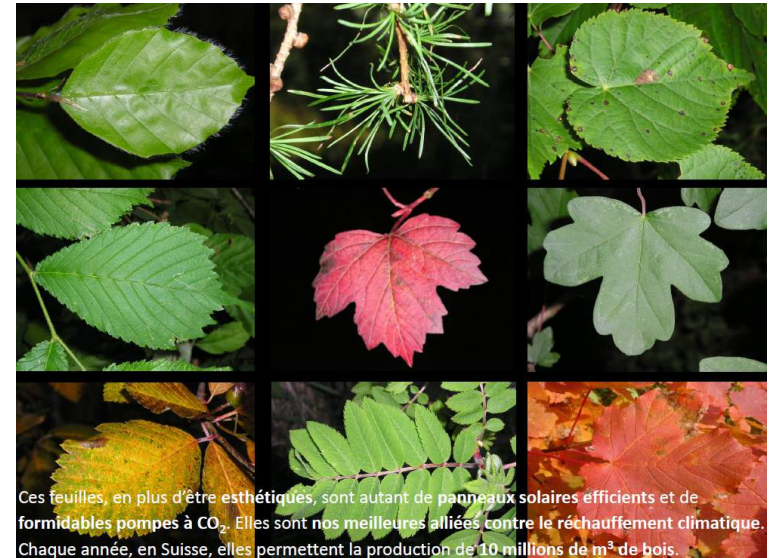 Ces feuilles, en plus d'être esthétiques, sont autant de panneaux solaires efficients et de
formidables pompes à CO₂. Elles sont nos meilleures alliées contre le réchauffement climatique.
Chaque année, en Suisse, elles permettent la production de 10 millions de m³ de bois.